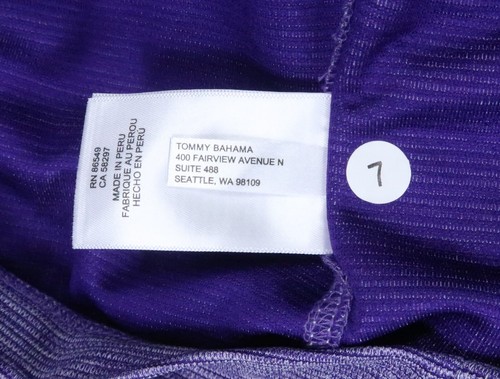 RN 86549
CA 58297
MADE IN PERU
FABRIQUE AU PEROU
HECHO EN PERÚ
TOMMY BAHAMA
400 FAIRVIEW AVENUE N
SUITE 488
SEATTLE, WA 98109
7